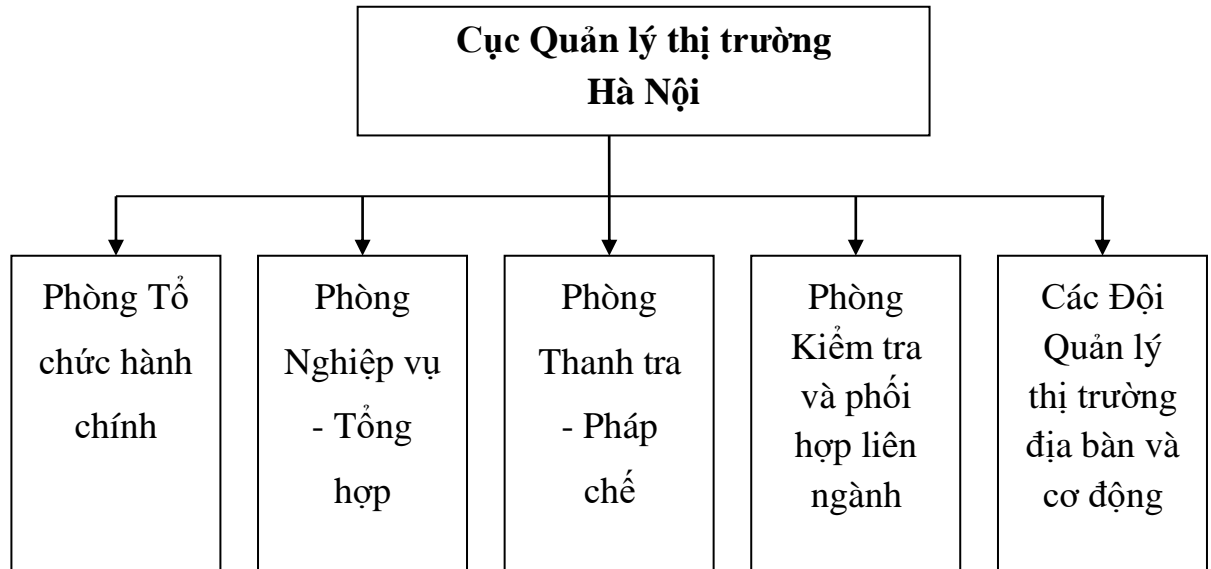 Cục Quản lý thị trường
Hà Nội
Phòng Tổ
chức hành
chính
Phòng
Nghiệp vụ
- Tổng
hợp
Phòng
Thanh tra
- Pháp
chế
Phòng
Kiểm tra
và phối
hợp liên
ngành
Các Đội
Quản lý
thị trường
địa bàn và
cơ động